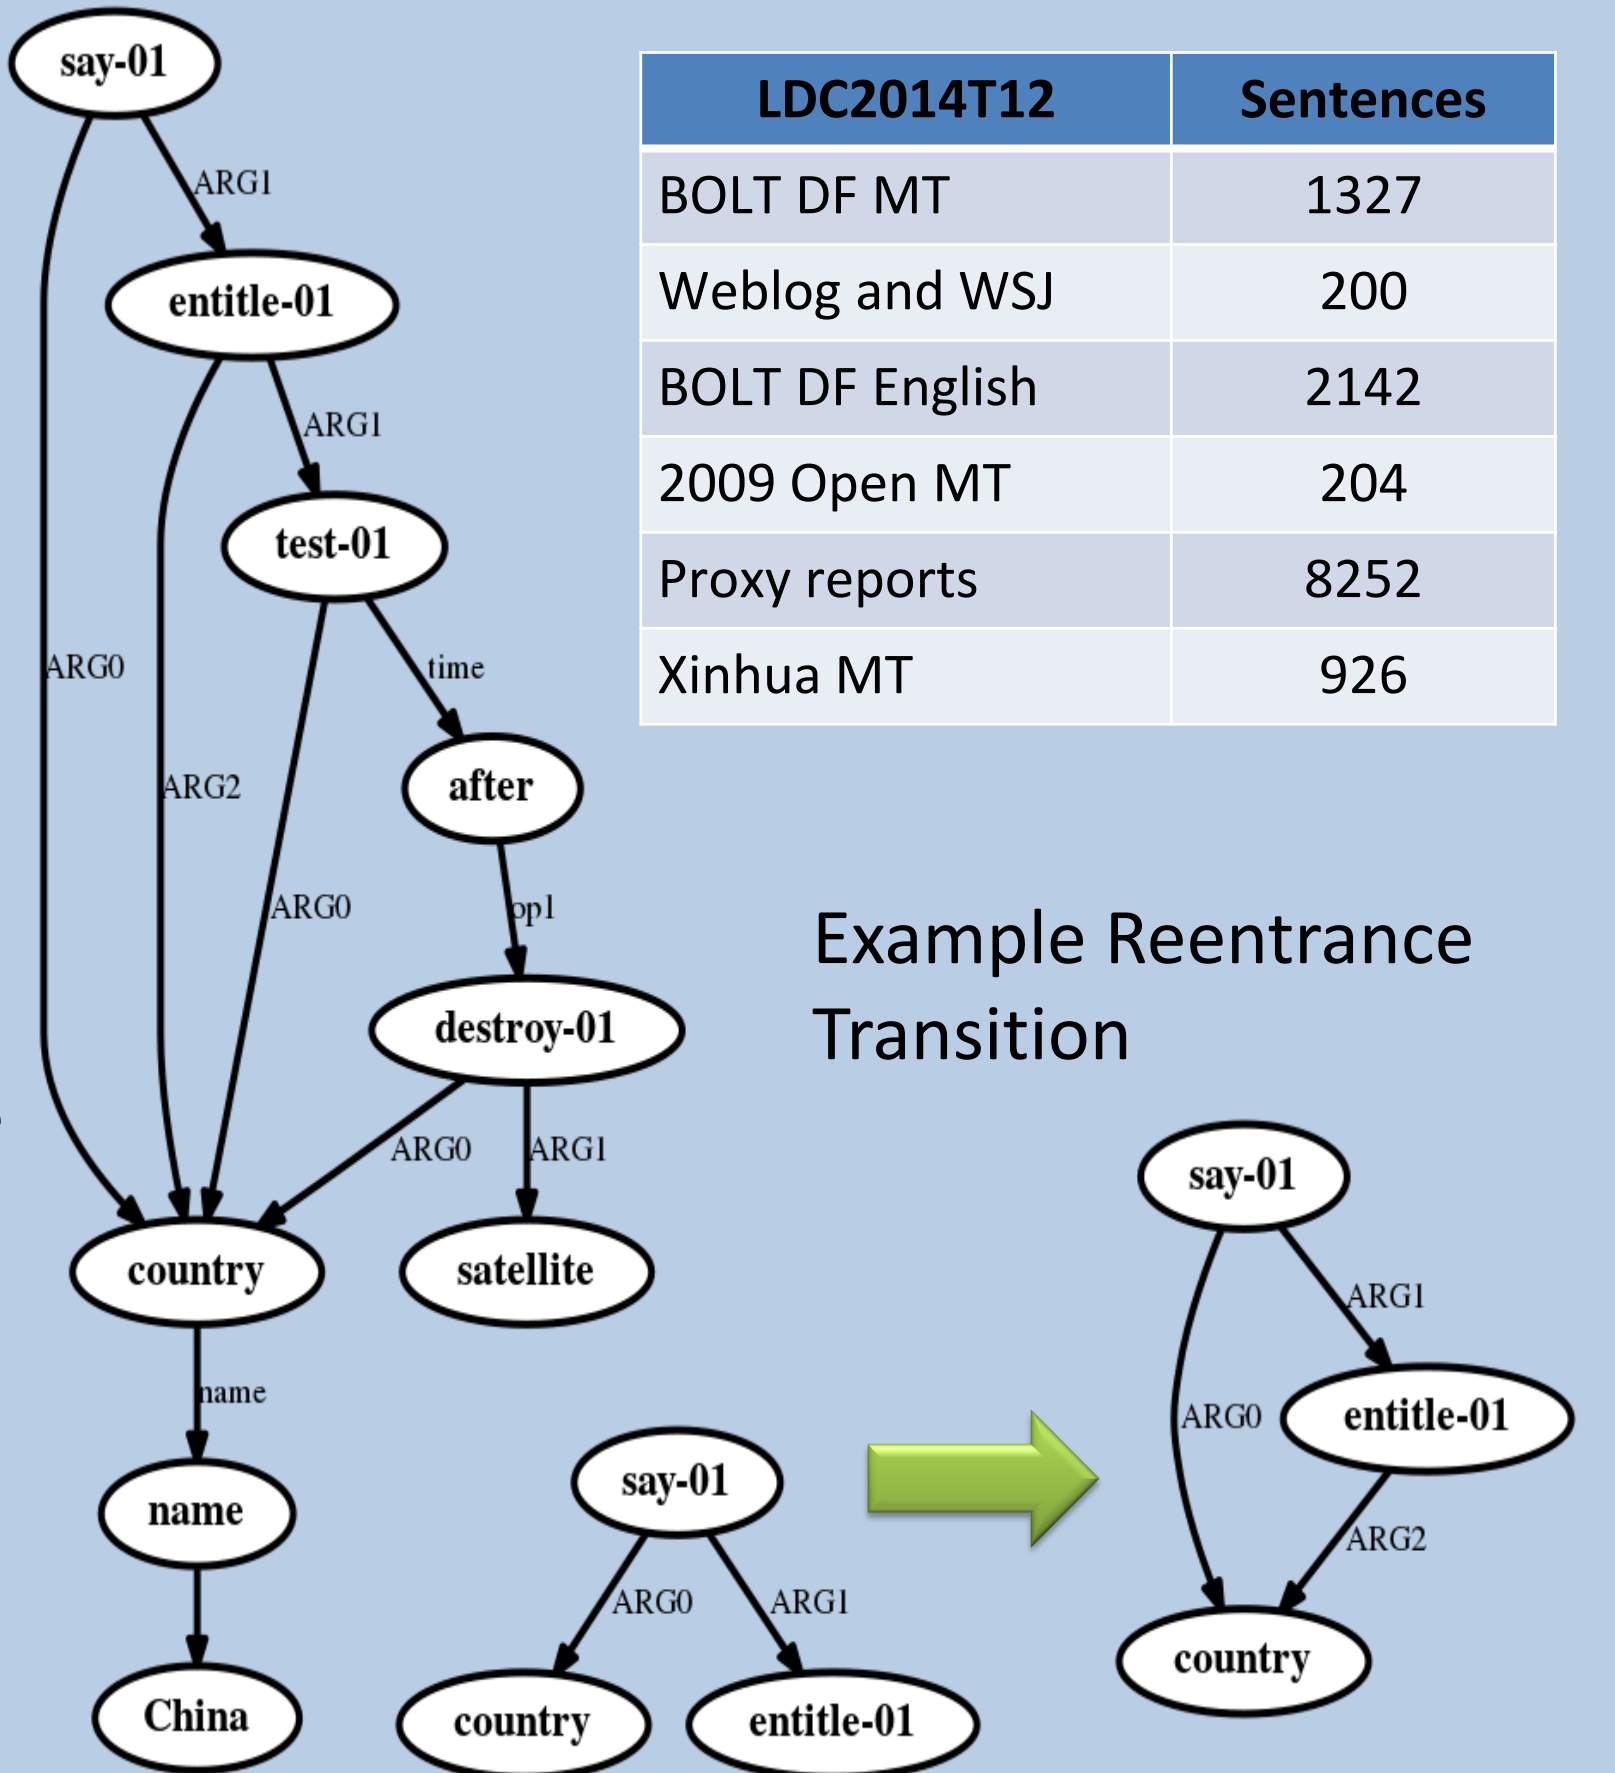 say-01
ARG1
entitle-01
ARG1
test-01
ARG0
time
after
ARG2
ARG0
op1
destroy-01
ARG0
ARG1
country
satellite
name
name
China
LDC2014T12 Sentences
BOLT DF MT 1327
Weblog and WSJ 200
BOLT DF English 2142
2009 Open MT 204
Proxy reports 8252
Xinhua MT 926
Example Reentrance
Transition
say-01
ARG0
ARG1
country
entitle-01
say-01
ARG1
ARG0
entitle-01
ARG2
country